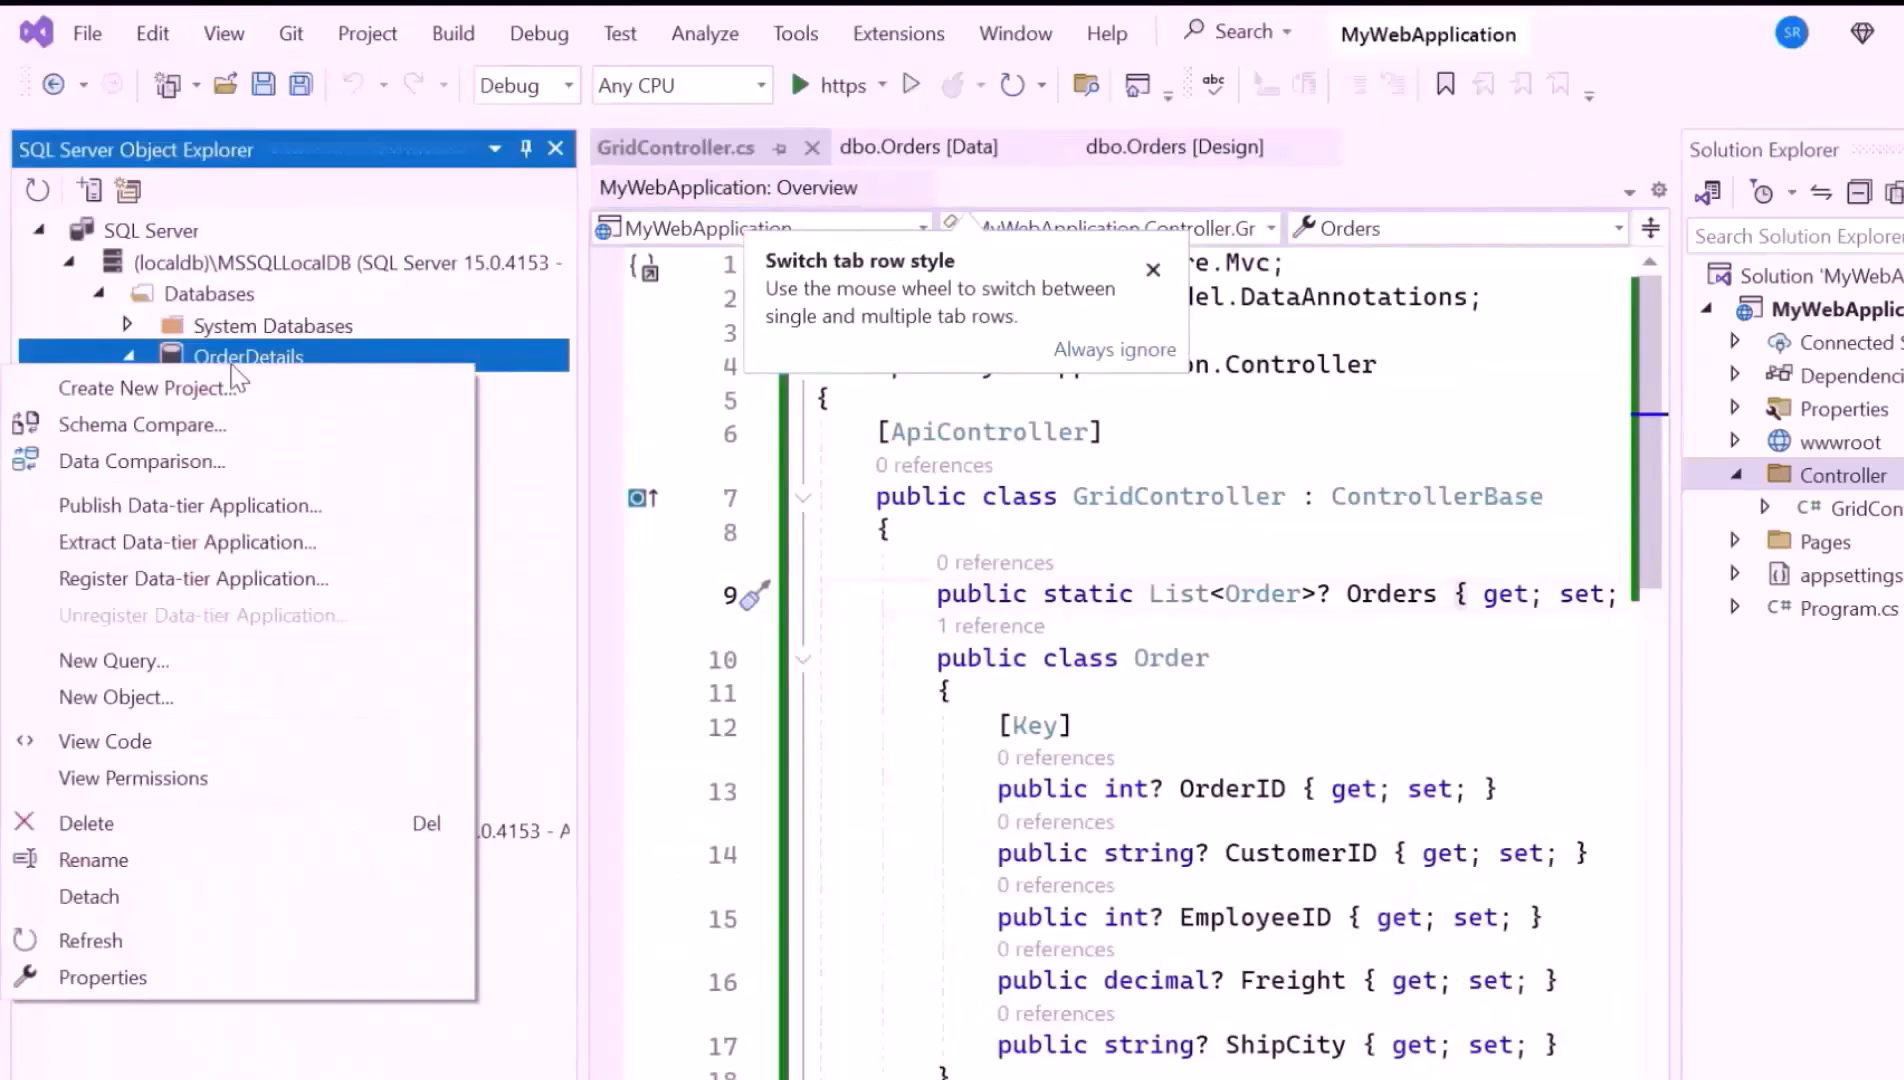 File Edit View Git Project Build Debug Test Analyze Tools Extensions Window Help Search MyWebApplication SR
Debug Any CPU https abc
SQL Server Object Explorer
SQL Server
(localdb)\MSSQLLocalDB (SQL Server 15.0.4153 -
Databases
System Databases
OrderDetails
Create New Project...
Schema Compare...
Data Comparison...
Publish Data-tier Application...
Extract Data-tier Application...
Register Data-tier Application...
Unregister Data-tier Application...
New Query...
New Object...
View Code
View Permissions
Delete Del
.0.4153 - A
Rename
Detach
Refresh
Properties
GridController.cs dbo.Orders [Data] dbo.Orders [Design]
MyWebApplication: Overview
MyWebApplication MyWebApplication.Controller.Gr Orders
Switch tab row style
Use the mouse wheel to switch between
single and multiple tab rows.
Always ignore
1 re.Mvc;
2 del.DataAnnotations;
3
4 n.Controller
5 {
6 [ApiController]
0 references
7 public class GridController : ControllerBase
8 {
0 references
9 public static List<Order>? Orders { get; set;
1 reference
10 public class Order
11 {
12 [Key]
0 references
13 public int? OrderID { get; set; }
0 references
14 public string? CustomerID { get; set; }
0 references
15 public int? EmployeeID { get; set; }
0 references
16 public decimal? Freight { get; set; }
0 references
17 public string? ShipCity { get; set; }
18 }
Solution Explorer
Search Solution Explorer
Solution 'MyWebA
MyWebApplic
Connected S
Dependenci
Properties
wwwroot
Controller
C# GridCon
Pages
appsettings
C# Program.cs